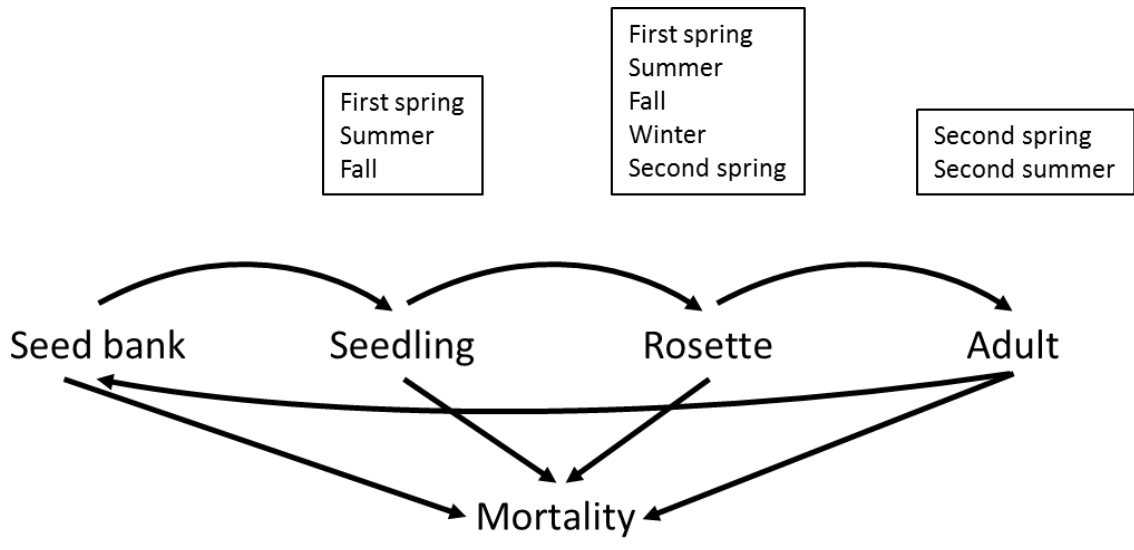 First spring
Summer
Fall
First spring
Summer
Fall
Winter
Second spring
Second spring
Second summer
Seed bank
Seedling
Rosette
Adult
Mortality